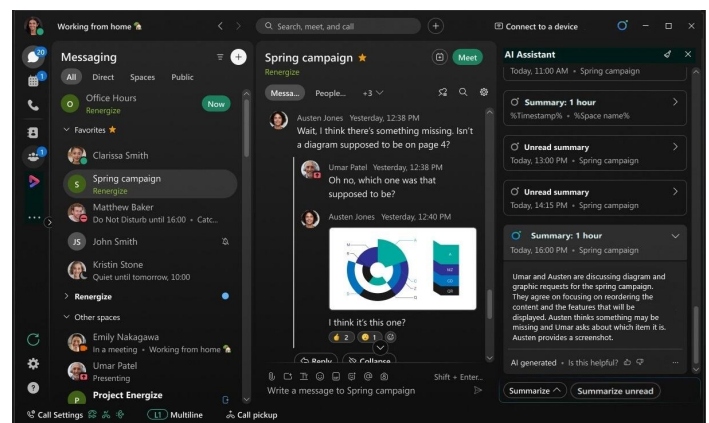 Working from home
Search, meet, and call
Connect to a device
20
1
1
Messaging
All Direct Spaces Public
O
Office Hours
Renergize
Now
Favorites
Clarissa Smith
S
Spring campaign
Renergize
Matthew Baker
Do Not Disturb until 16:00 • Catc...
JS
John Smith
Kristin Stone
Quiet until tomorrow, 10:00
Renergize
Other spaces
Emily Nakagawa
In a meeting • Working from home
Umar Patel
Presenting
P
Project Energize
Spring campaign
Renergize
Meet
Messa... People... +3
Austen Jones Yesterday, 12:38 PM
Wait, I think there's something missing. Isn't
a diagram supposed to be on page 4?
Umar Patel Yesterday, 12:38 PM
Oh no, which one was that
supposed to be?
Austen Jones Yesterday, 12:40 PM
I think it's this one?
2 1
Reply Collapse
Shift + Enter...
Write a message to Spring campaign
AI Assistant
Today, 11:00 AM • Spring campaign
Summary: 1 hour
%Timestamp% • %Space name%
Unread summary
Today, 13:00 PM • Spring campaign
Unread summary
Today, 14:15 PM • Spring campaign
Summary: 1 hour
Today, 16:00 PM • Spring campaign
Umar and Austen are discussing diagram and
graphic requests for the spring campaign.
They agree on focusing on reordering the
content and the features that will be
displayed. Austen thinks something may be
missing and Umar asks about which item it is.
Austen provides a screenshot.
AI generated • Is this helpful?
Summarize Summarize unread
Call Settings L1 Multiline Call pickup